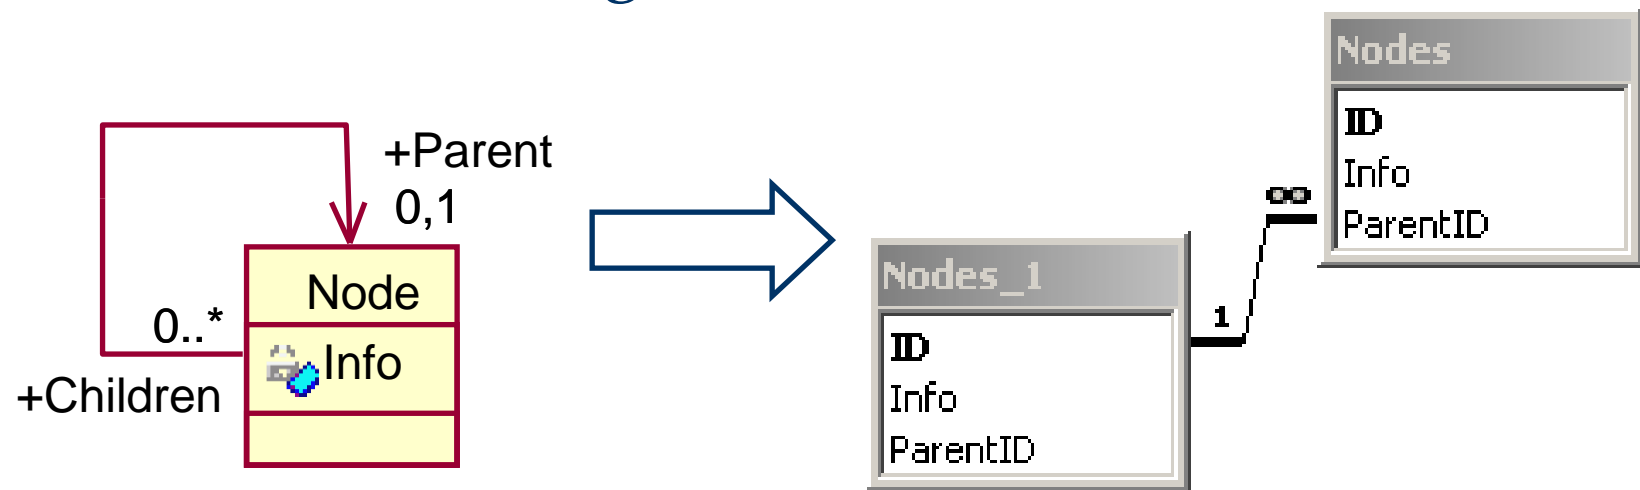 +Parent
0,1
Node
0..*
Info
+Children
Nodes_1
ID
Info
ParentID
1
∞
Nodes
ID
Info
ParentID